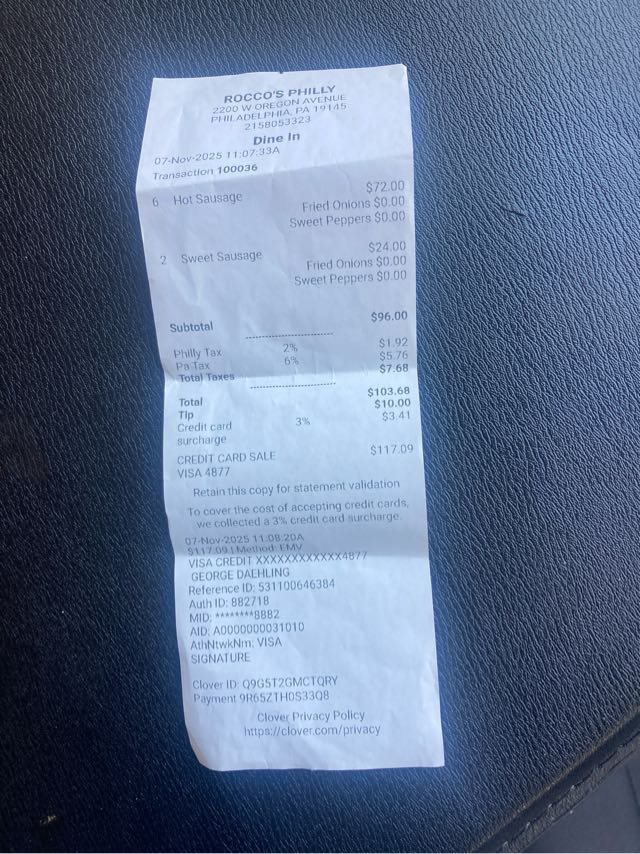 ROCCO'S PHILLY
2200 W OREGON AVENUE
PHILADELPHIA, PA 19145
2158053323
Dine In
07-Nov-2025 11:07:33A
Transaction 100036
6 Hot Sausage $72.00
Fried Onions $0.00
Sweet Peppers $0.00
2 Sweet Sausage $24.00
Fried Onions $0.00
Sweet Peppers $0.00
Subtotal $96.00
Philly Tax 2% $1.92
Pa Tax 6% $5.76
Total Taxes $7.68
Total $103.68
Tip $10.00
Credit card 3% $3.41
surcharge
CREDIT CARD SALE $117.09
VISA 4877
Retain this copy for statement validation
To cover the cost of accepting credit cards,
we collected a 3% credit card surcharge.
07-Nov-2025 11:08:20A
$117.09 | Method: EMV
VISA CREDIT XXXXXXXXXXXX4877
GEORGE DAEHLING
Reference ID: 531100646384
Auth ID: 882718
MID: ********8882
AID: A0000000031010
AthNtwkNm: VISA
SIGNATURE
Clover ID: Q9G5T2GMCTQRY
Payment 9R65ZTH0S33Q8
Clover Privacy Policy
https://clover.com/privacy